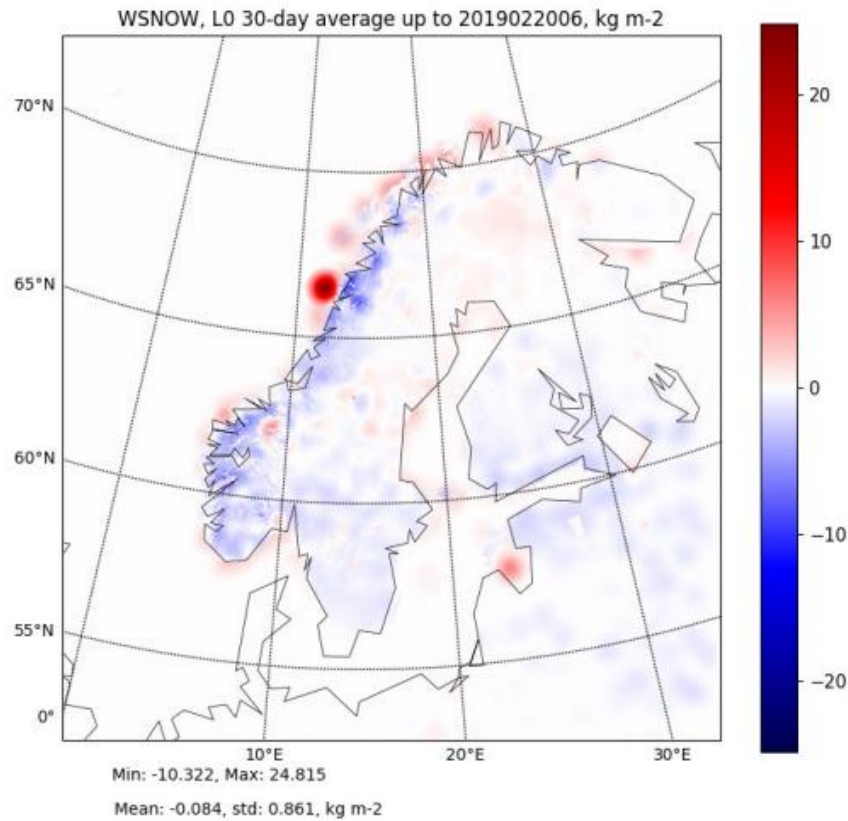 WSNOW, L0 30-day average up to 2019022006, kg m-2
70°N
65°N
60°N
55°N
0°
10°E
20°E
30°E
20
10
0
−10
−20
Min: -10.322, Max: 24.815
Mean: -0.084, std: 0.861, kg m-2